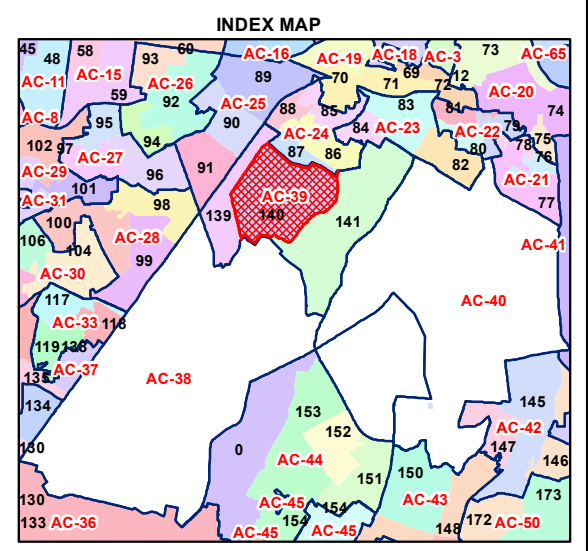 INDEX MAP
45 48 58 93 60 AC-16 AC-19 AC-18 AC-3 73 AC-65
AC-11 AC-15 AC-26 89 70 69 71 72 12 AC-20
59 92 AC-25 88 85 83 81 74
AC-8 95 90 AC-24 84 AC-23 AC-22 79 75
102 97 94 87 86 80 78 76
AC-27 82
AC-29 96 91 AC-21
101 AC-39
AC-31 98 77
100 139 140 141
106 104 AC-28 AC-41
AC-30 99
117 AC-40
AC-33 118
119 138
AC-37
135 AC-38
134 145
153 AC-42
152
130 0 147
AC-44 146
151 150
130 AC-45 AC-43 173
133 AC-36 154 154 172 AC-50
AC-45 AC-45 148